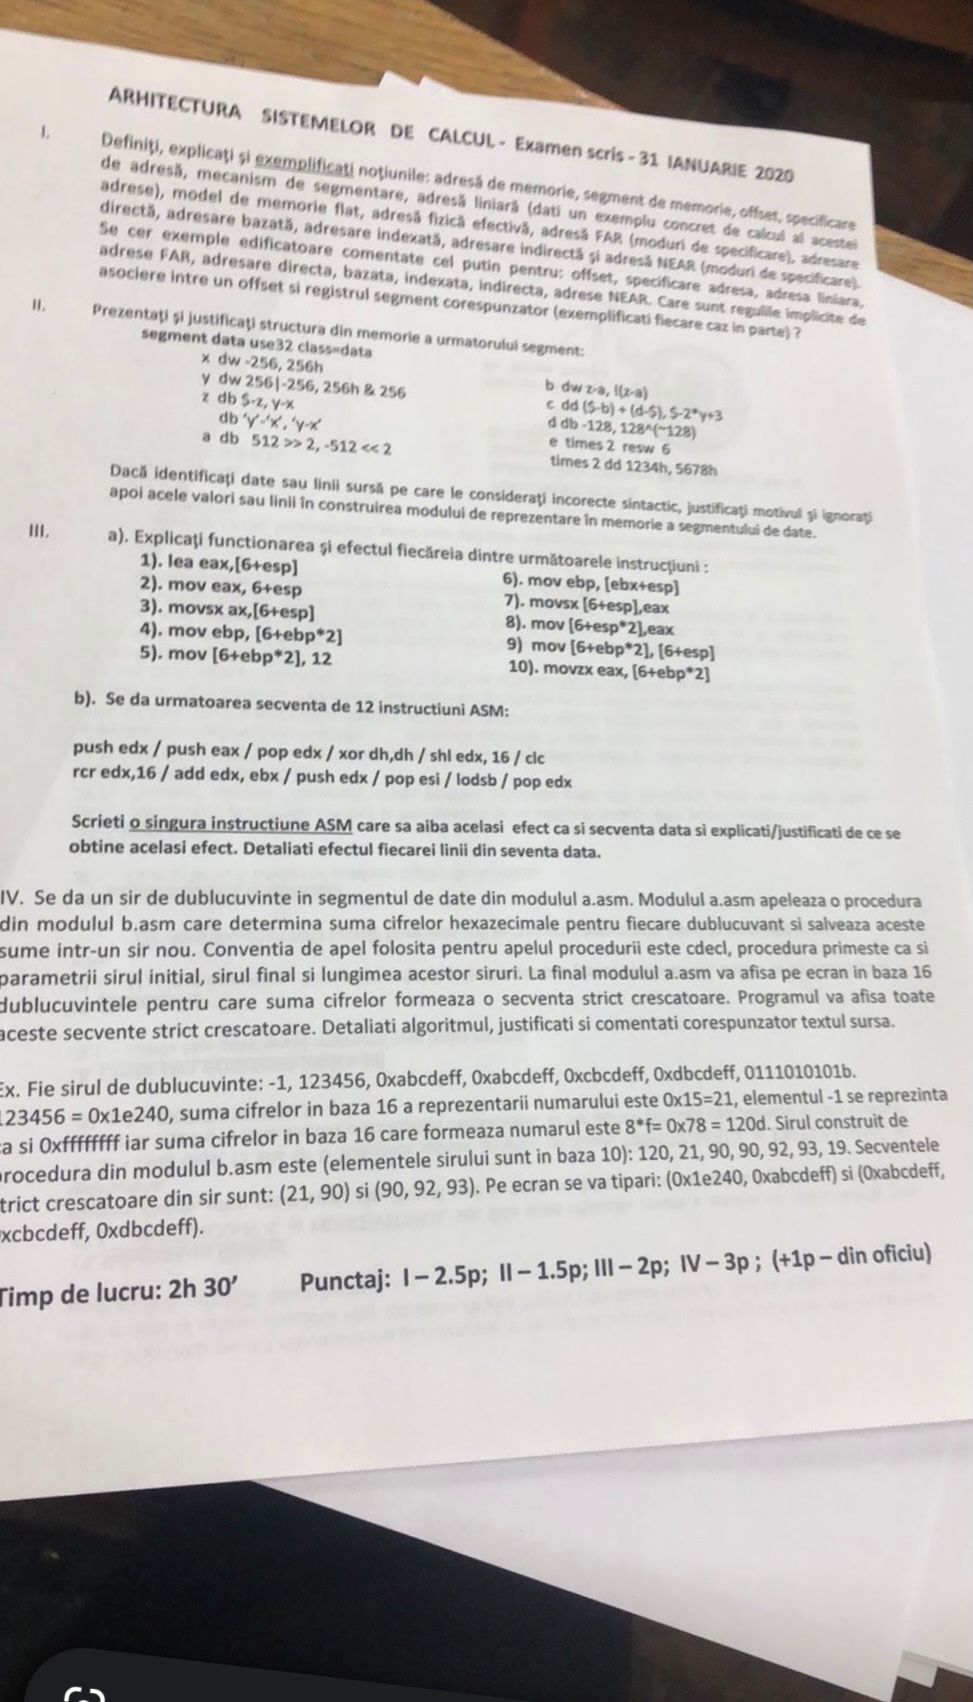 ARHITECTURA SISTEMELOR DE CALCUL - Examen scris - 31 IANUARIE 2020
I. Definiţi, explicaţi şi exemplificaţi noţiunile: adresă de memorie, segment de memorie, offset, specificare
de adresă, mecanism de segmentare, adresă liniară (dati un exemplu concret de calcul al acestei
adrese), model de memorie flat, adresă fizică efectivă, adresă FAR (moduri de specificare), adresare
directă, adresare bazată, adresare indexată, adresare indirectă şi adresă NEAR (moduri de specificare).
Se cer exemple edificatoare comentate cel putin pentru: offset, specificare adresa, adresa liniara,
adrese FAR, adresare directa, bazata, indexata, indirecta, adrese NEAR. Care sunt regulile implicite de
asociere intre un offset si registrul segment corespunzator (exemplificati fiecare caz in parte) ?
II. Prezentaţi şi justificaţi structura din memorie a urmatorului segment:
segment data use32 class=data
x dw -256, 256h
y dw 256|-256, 256h & 256
z db $-z, y-x
db 'y'-'x', 'y-x'
a db 512 >> 2, -512 << 2
b dw z-a, !(z-a)
c dd ($-b) + (d-$), $-2*y+3
d db -128, 128^(~128)
e times 2 resw 6
times 2 dd 1234h, 5678h
Dacă identificaţi date sau linii sursă pe care le consideraţi incorecte sintactic, justificaţi motivul şi ignoraţi
apoi acele valori sau linii în construirea modului de reprezentare în memorie a segmentului de date.
III. a). Explicaţi functionarea şi efectul fiecăreia dintre următoarele instrucţiuni :
1). lea eax,[6+esp]
2). mov eax, 6+esp
3). movsx ax,[6+esp]
4). mov ebp, [6+ebp*2]
5). mov [6+ebp*2], 12
6). mov ebp, [ebx+esp]
7). movsx [6+esp],eax
8). mov [6+esp*2],eax
9) mov [6+ebp*2], [6+esp]
10). movzx eax, [6+ebp*2]
b). Se da urmatoarea secventa de 12 instructiuni ASM:
push edx / push eax / pop edx / xor dh,dh / shl edx, 16 / clc
rcr edx,16 / add edx, ebx / push edx / pop esi / lodsb / pop edx
Scrieti o singura instructiune ASM care sa aiba acelasi efect ca si secventa data si explicati/justificati de ce se
obtine acelasi efect. Detaliati efectul fiecarei linii din seventa data.
IV. Se da un sir de dublucuvinte in segmentul de date din modulul a.asm. Modulul a.asm apeleaza o procedura
din modulul b.asm care determina suma cifrelor hexazecimale pentru fiecare dublucuvant si salveaza aceste
sume intr-un sir nou. Conventia de apel folosita pentru apelul procedurii este cdecl, procedura primeste ca si
parametrii sirul initial, sirul final si lungimea acestor siruri. La final modulul a.asm va afisa pe ecran in baza 16
dublucuvintele pentru care suma cifrelor formeaza o secventa strict crescatoare. Programul va afisa toate
aceste secvente strict crescatoare. Detaliati algoritmul, justificati si comentati corespunzator textul sursa.
Ex. Fie sirul de dublucuvinte: -1, 123456, 0xabcdeff, 0xabcdeff, 0xcbcdeff, 0xdbcdeff, 0111010101b.
123456 = 0x1e240, suma cifrelor in baza 16 a reprezentarii numarului este 0x15=21, elementul -1 se reprezinta
ca si 0xffffffff iar suma cifrelor in baza 16 care formeaza numarul este 8*f= 0x78 = 120d. Sirul construit de
procedura din modulul b.asm este (elementele sirului sunt in baza 10): 120, 21, 90, 90, 92, 93, 19. Secventele
trict crescatoare din sir sunt: (21, 90) si (90, 92, 93). Pe ecran se va tipari: (0x1e240, 0xabcdeff) si (0xabcdeff,
xcbcdeff, 0xdbcdeff).
Timp de lucru: 2h 30' Punctaj: I – 2.5p; II – 1.5p; III – 2p; IV – 3p ; (+1p – din oficiu)